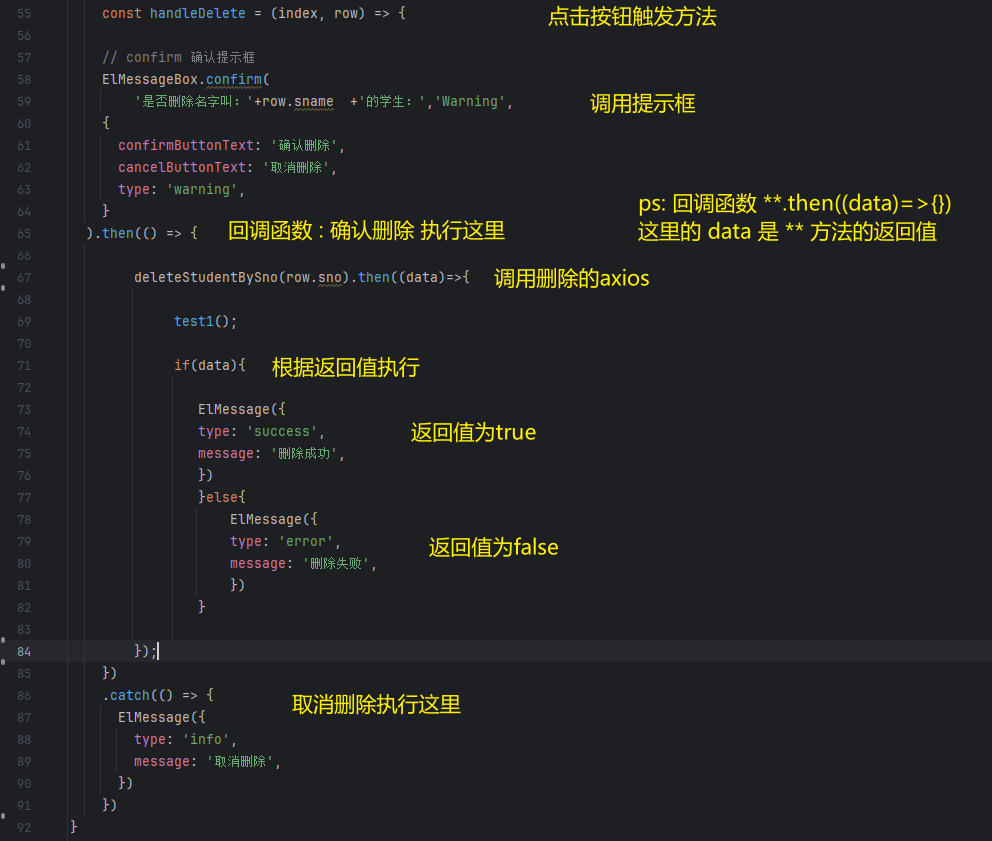 55 const handleDelete = (index, row) => { 点击按钮触发方法
56
57 // confirm 确认提示框
58 ElMessageBox.confirm(
59 '是否删除名字叫：'+row.sname +'的学生：','Warning', 调用提示框
60 {
61 confirmButtonText: '确认删除',
62 cancelButtonText: '取消删除',
63 type: 'warning',
64 } ps: 回调函数 **.then((data)=>{})
65 ).then(() => { 回调函数 : 确认删除 执行这里 这里的 data 是 ** 方法的返回值
66
67 deleteStudentBySno(row.sno).then((data)=>{ 调用删除的axios
68
69 test1();
70
71 if(data){ 根据返回值执行
72
73 ElMessage({
74 type: 'success', 返回值为true
75 message: '删除成功',
76 })
77 }else{
78 ElMessage({
79 type: 'error', 返回值为false
80 message: '删除失败',
81 })
82 }
83
84 });
85 })
86 .catch(() => { 取消删除执行这里
87 ElMessage({
88 type: 'info',
89 message: '取消删除',
90 })
91 })
92 }